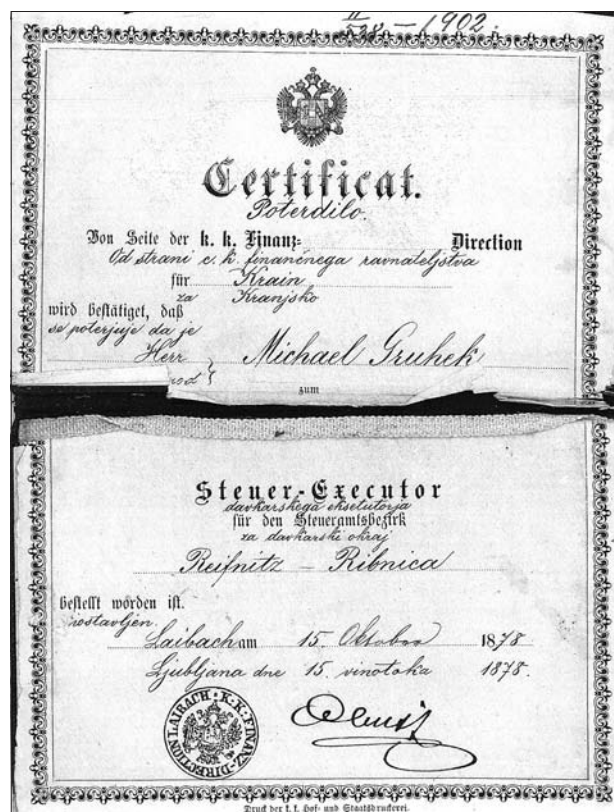 II
528 — 1902.
Certificat.
Poterdilo.
Von Seite der k. k. Finanz= Direction
Od strani c. k. finančnega ravnateljstva
für Krain
za Kranjsko
wird bestätiget, daß
se poterjuje da je
Herr Michael Gruhek
zum
Steuer-Executor
davkarskega eksekutorja
für den Steueramtsbezirk
za davkarski okraj
Reifnitz – Ribnica
bestellt worden ist.
postavljen.
Laibach am 15. Oktober 1878
Ljubljana dne 15. vinotoka 1878.
K. K. FINANZ-DIRECTION LAIBACH
Druck der k. k. Hof- und Staatsdruckerei.